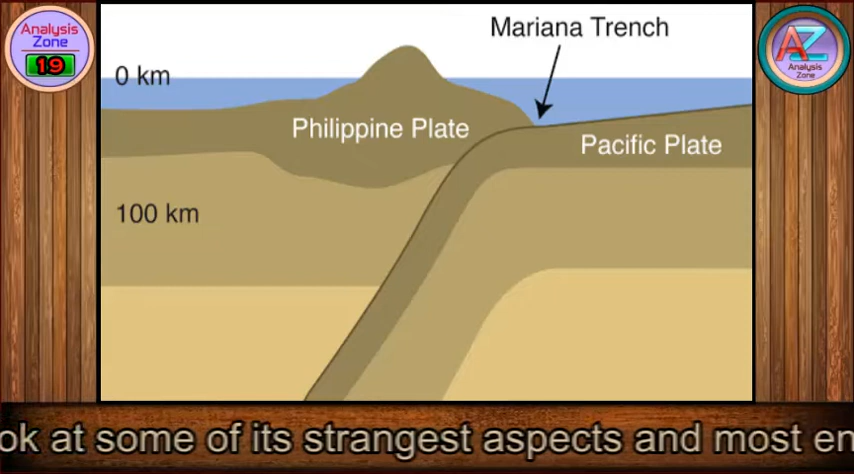 Analysis
Zone
19
Mariana Trench
AZ
Analysis
Zone
0 km
Philippine Plate
Pacific Plate
100 km
ok at some of its strangest aspects and most en